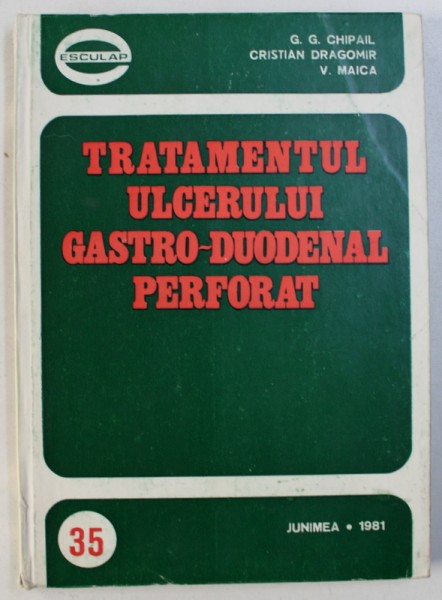 ESCULAP
G. G. CHIPAIL
CRISTIAN DRAGOMIR
V. MAICA
TRATAMENTUL
ULCERULUI
GASTRO~DUODENAL
PERFORAT
35
JUNIMEA • 1981